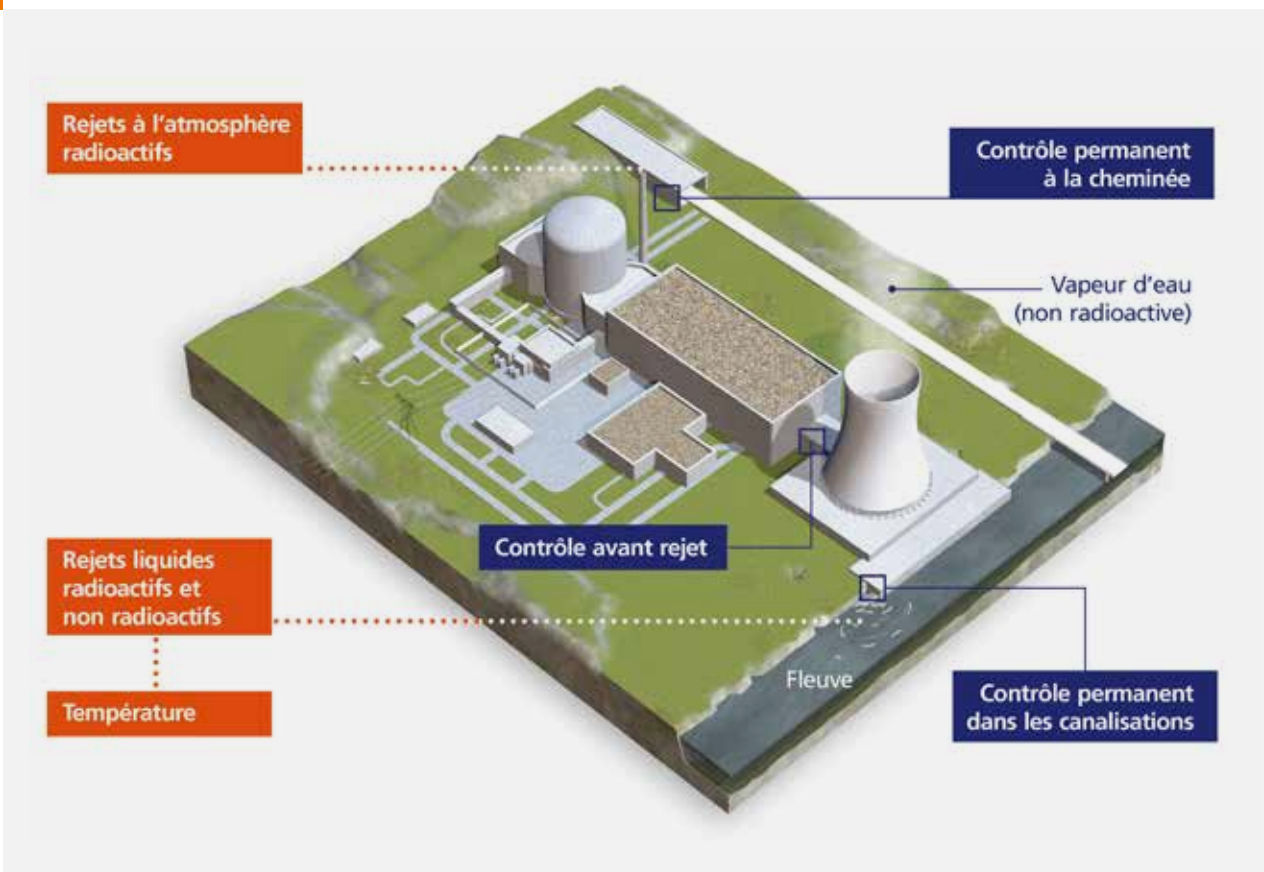 Rejets à l'atmosphère
radioactifs
Contrôle permanent
à la cheminée
Vapeur d'eau
(non radioactive)
Contrôle avant rejet
Rejets liquides
radioactifs et
non radioactifs
Fleuve
Température
Contrôle permanent
dans les canalisations